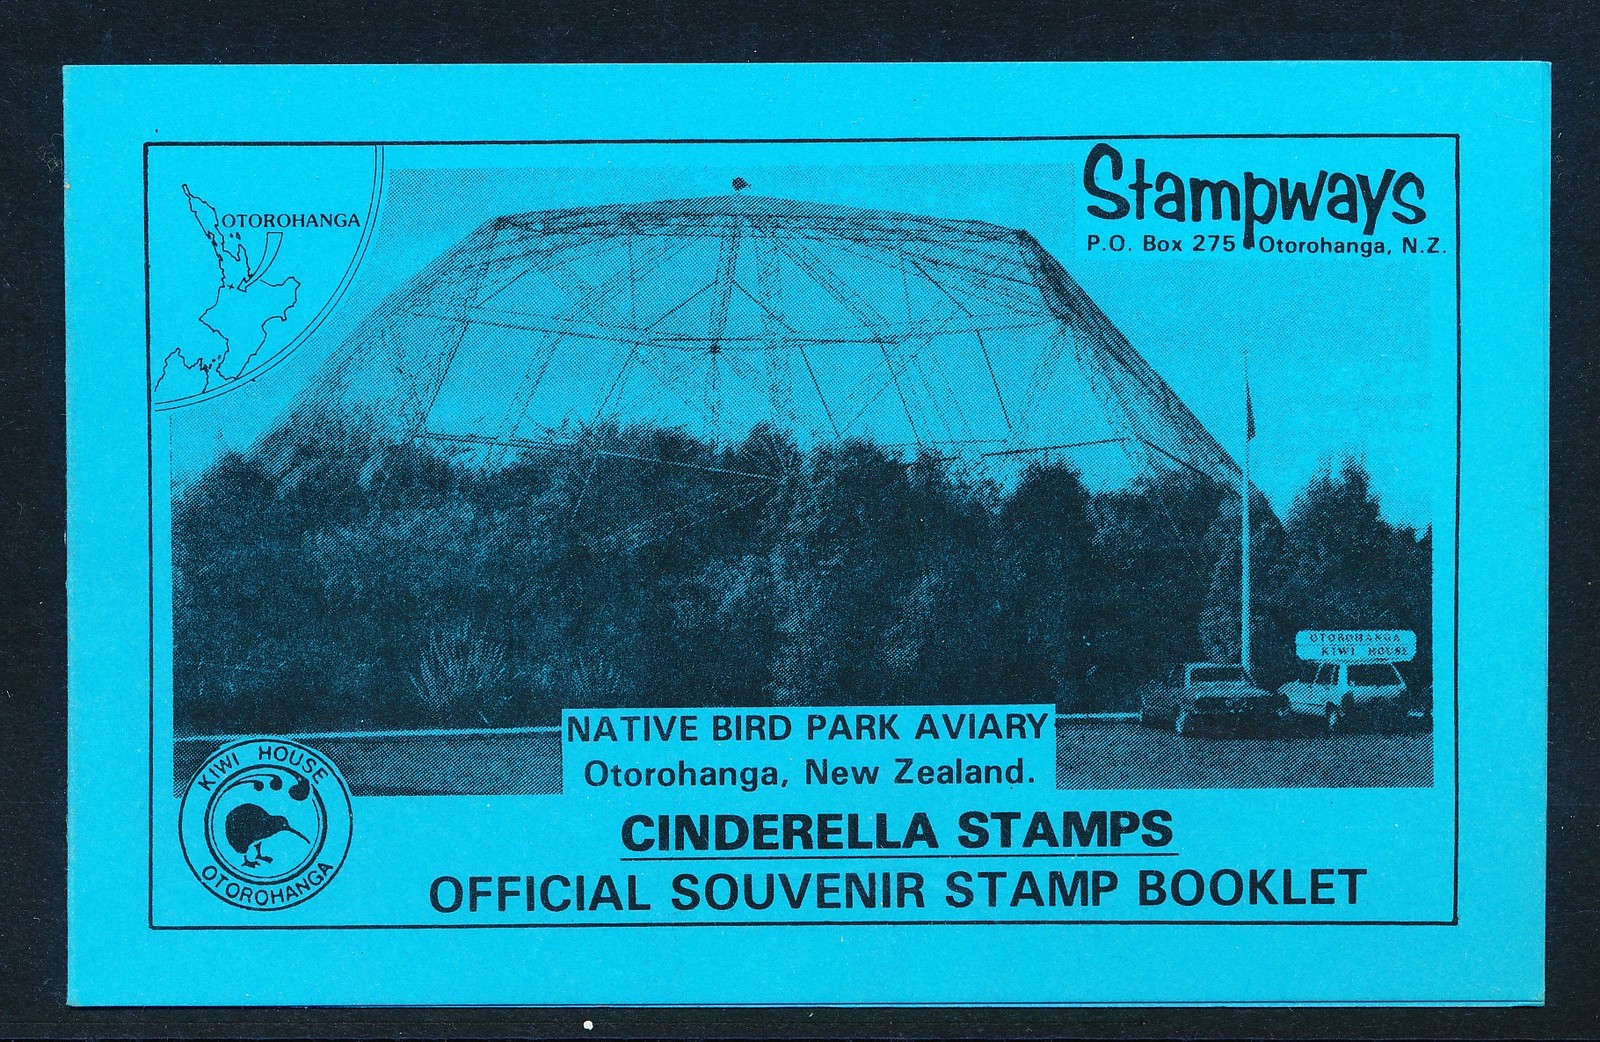 OTOROHANGA
Stampways
P.O. Box 275 Otorohanga, N.Z.
OTOROHANGA
KIWI HOUSE
NATIVE BIRD PARK AVIARY
Otorohanga, New Zealand.
KIWI HOUSE
OTOROHANGA
CINDERELLA STAMPS
OFFICIAL SOUVENIR STAMP BOOKLET